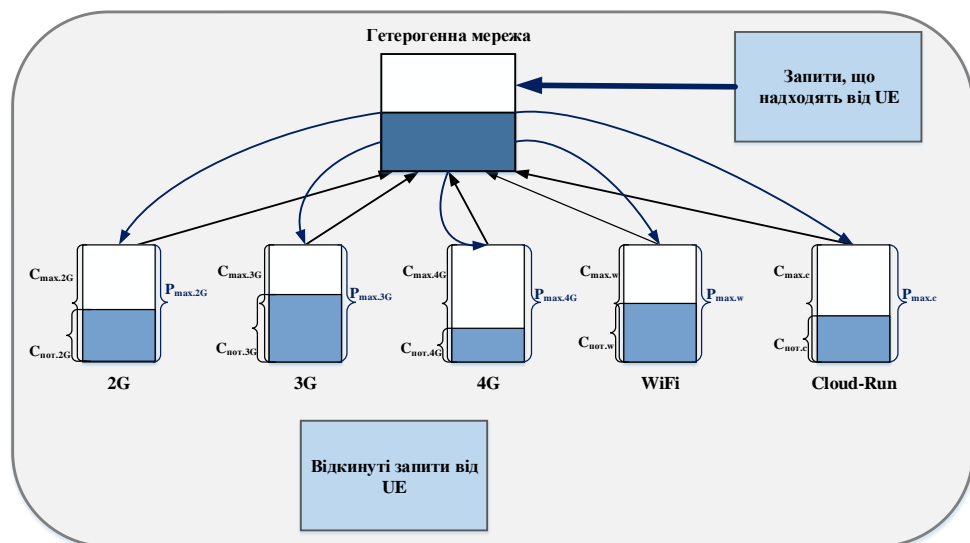 Гетерогенна мережа
Запити, що
надходять від UE
Cmax.2G
Pmax.2G
Cпот.2G
2G
Cmax.3G
Pmax.3G
Cпот.3G
3G
Cmax.4G
Pmax.4G
Cпот.4G
4G
Cmax.w
Pmax.w
Cпот.w
WiFi
Cmax.c
Pmax.c
Cпот.c
Cloud-Run
Відкинуті запити від
UE